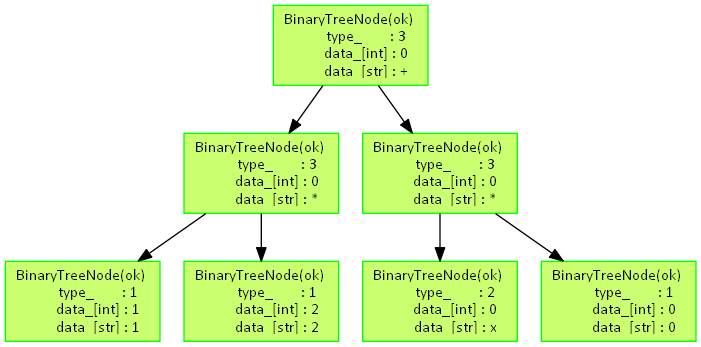 BinaryTreeNode(ok)
type_ : 3
data_[int] : 0
data_[str] : +
BinaryTreeNode(ok)
type_ : 3
data_[int] : 0
data_[str] : *
BinaryTreeNode(ok)
type_ : 3
data_[int] : 0
data_[str] : *
BinaryTreeNode(ok)
type_ : 1
data_[int] : 1
data_[str] : 1
BinaryTreeNode(ok)
type_ : 1
data_[int] : 2
data_[str] : 2
BinaryTreeNode(ok)
type_ : 2
data_[int] : 0
data_[str] : x
BinaryTreeNode(ok)
type_ : 1
data_[int] : 0
data_[str] : 0